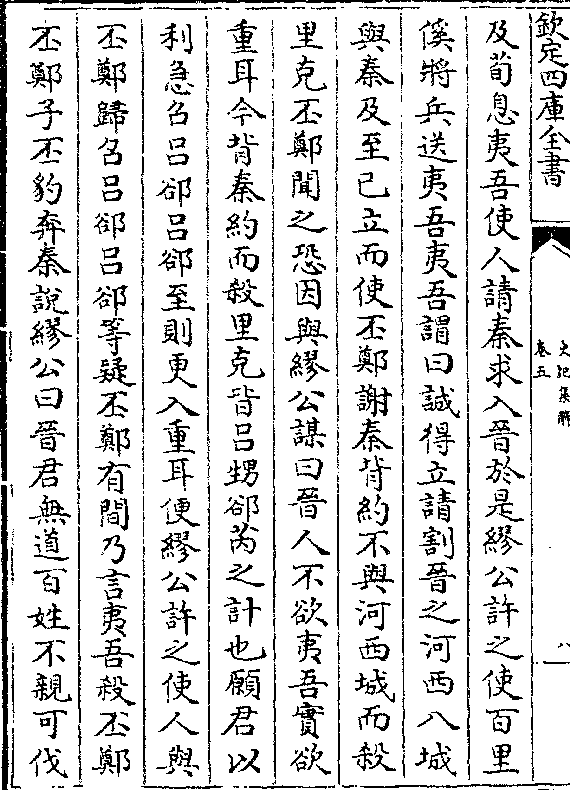 欽定四庫全書
史記集解
卷五
八
及荀息夷吾使人請秦求入晉於是繆公許之使百里
傒將兵送夷吾夷吾謂曰誠得立請割晉之河西八城
與秦及至已立而使丕鄭謝秦背約不與河西城而殺
里克丕鄭聞之恐因與繆公謀曰晉人不欲夷吾實欲
重耳今背秦約而殺里克皆呂甥郤芮之計也願君以
利急召呂郤呂郤至則更入重耳便繆公許之使人與
丕鄭歸召呂郤呂郤等疑丕鄭有間乃言夷吾殺丕鄭
丕鄭子丕豹奔秦說繆公曰晉君無道百姓不親可伐